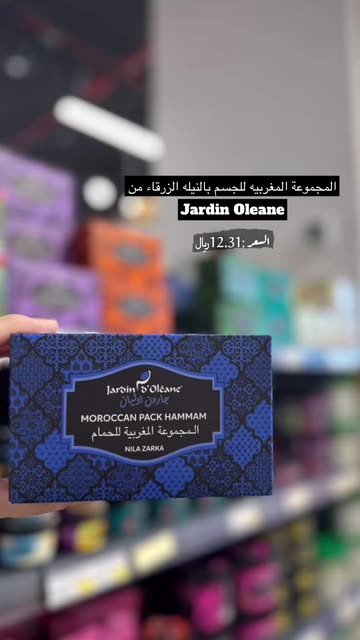 المجموعة المغربيه للجسم بالنيله الزرقاء من
Jardin Oleane
السعر :12.31ريال
Jardin d'Oléane
جاردن اوليان
MOROCCAN PACK HAMMAM
المجموعة المغربية للحمام
NILA ZARKA